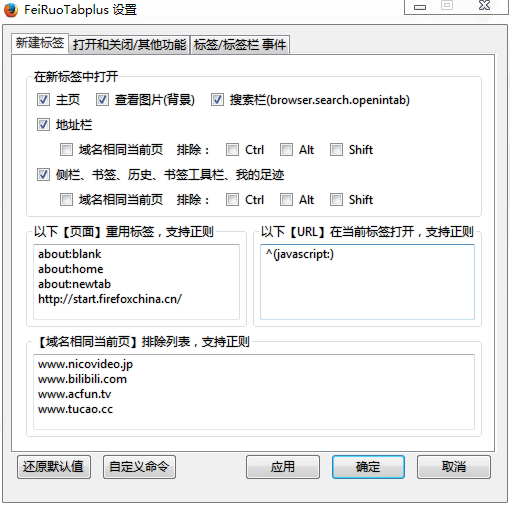 FeiRuoTabplus 设置
新建标签 打开和关闭/其他功能 标签/标签栏 事件
在新标签中打开
主页 查看图片(背景) 搜索栏(browser.search.openintab)
地址栏
域名相同当前页 排除： Ctrl Alt Shift
侧栏、书签、历史、书签工具栏、我的足迹
域名相同当前页 排除： Ctrl Alt Shift
以下【页面】重用标签，支持正则
about:blank
about:home
about:newtab
http://start.firefoxchina.cn/
以下【URL】在当前标签打开，支持正则
^(javascript:)
【域名相同当前页】排除列表，支持正则
www.nicovideo.jp
www.bilibili.com
www.acfun.tv
www.tucao.cc
还原默认值 自定义命令 应用 确定 取消